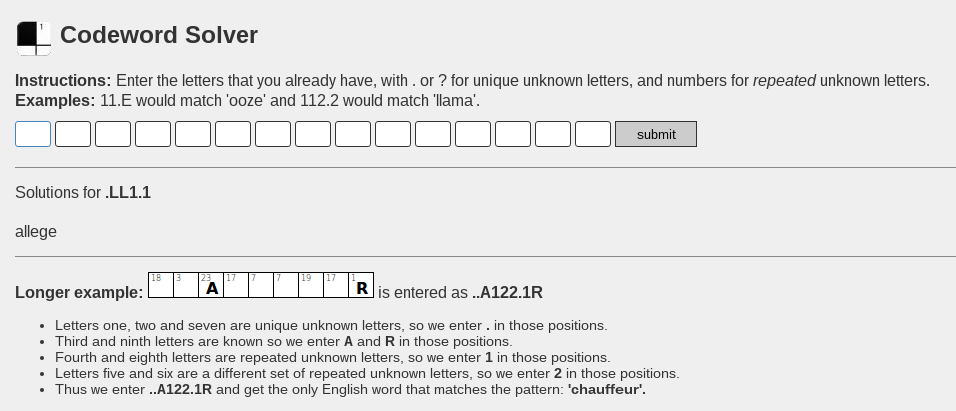 1
Codeword Solver
Instructions: Enter the letters that you already have, with . or ? for unique unknown letters, and numbers for repeated unknown letters.
Examples: 11.E would match 'ooze' and 112.2 would match 'llama'.
submit
Solutions for .LL1.1
allege
Longer example: 18 3 23 A 17 7 7 19 17 1 R is entered as ..A122.1R
• Letters one, two and seven are unique unknown letters, so we enter . in those positions.
• Third and ninth letters are known so we enter A and R in those positions.
• Fourth and eighth letters are repeated unknown letters, so we enter 1 in those positions.
• Letters five and six are a different set of repeated unknown letters, so we enter 2 in those positions.
• Thus we enter ..A122.1R and get the only English word that matches the pattern: 'chauffeur'.